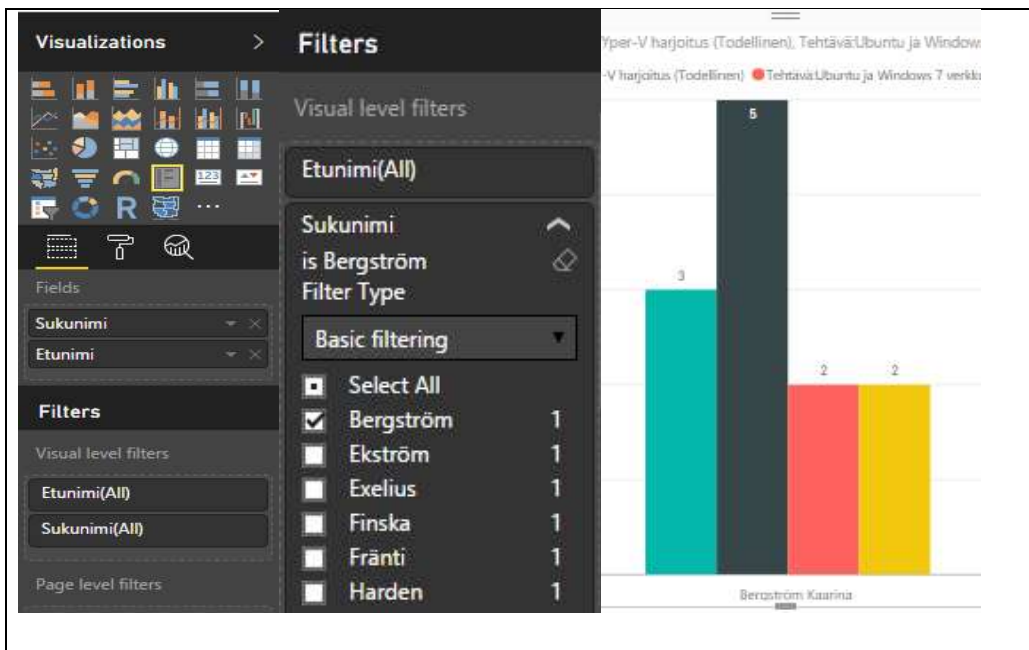 Visualizations
R
123
Fields
Sukunimi
Etunimi
Filters
Visual level filters
Etunimi(All)
Sukunimi(All)
Page level filters
Filters
Visual level filters
Etunimi(All)
Sukunimi
is Bergström
Filter Type
Basic filtering
Select All
Bergström 1
Ekström 1
Exelius 1
Finska 1
Fränti 1
Harden 1
Yper-V harjoitus (Todellinen), Tehtävä:Ubuntu ja Window
-V harjoitus (Todellinen) Tehtävä:Ubuntu ja Windows 7 verkk
5
3
2 2
Bergström Kaarina